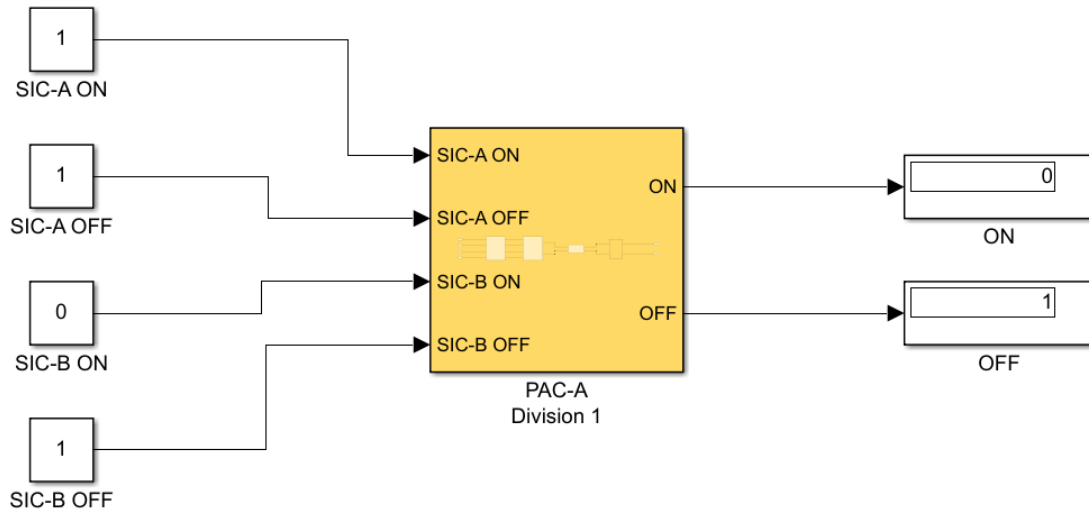 1
SIC-A ON
1
SIC-A OFF
0
SIC-B ON
1
SIC-B OFF
SIC-A ON
SIC-A OFF
SIC-B ON
SIC-B OFF
ON
OFF
PAC-A
Division 1
0
ON
1
OFF